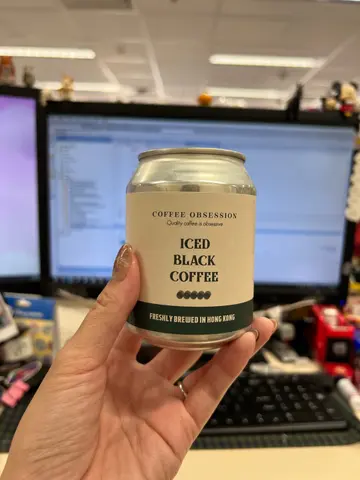 COFFEE OBSESSION
Quality coffee is obsessive
ICED
BLACK
COFFEE
FRESHLY BREWED IN HONG KONG